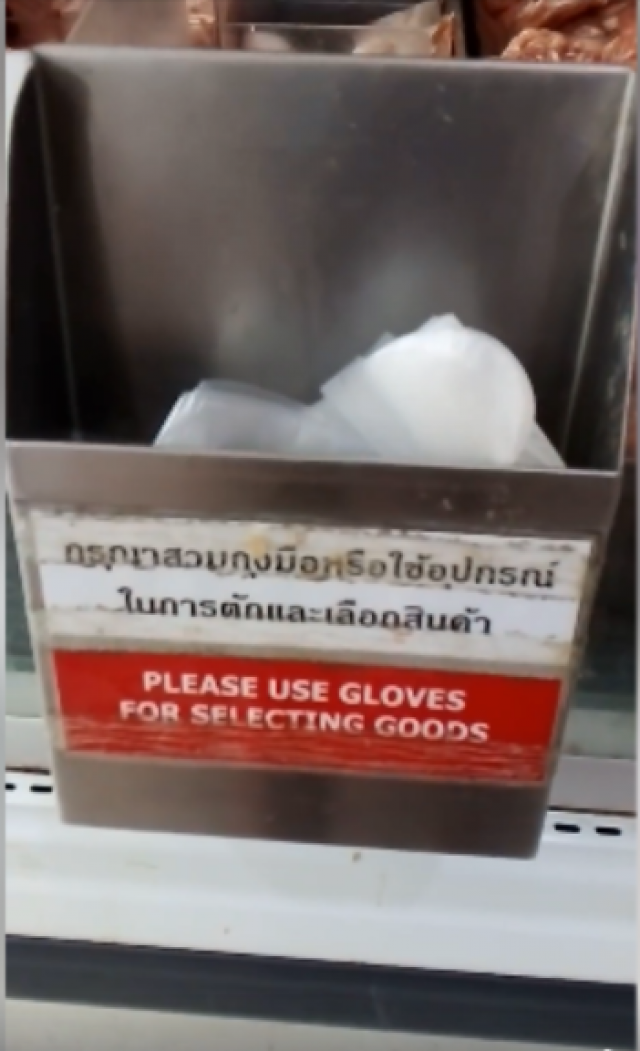 กรุณาสวมถุงมือหรือใช้อุปกรณ์
ในการตักและเลือกสินค้า
PLEASE USE GLOVES
FOR SELECTING GOODS